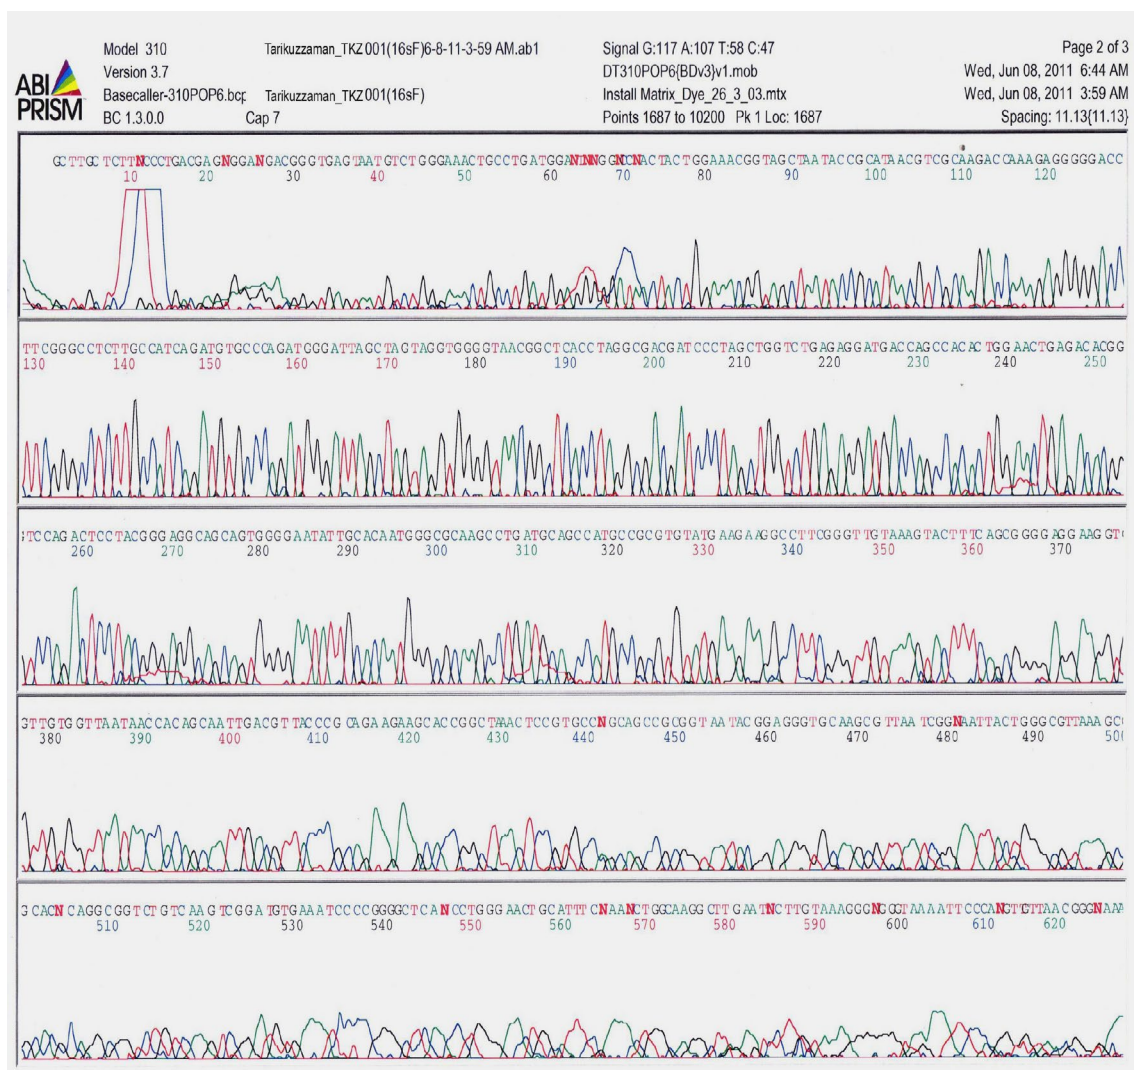 Model 310 Tarikuzzaman_TKZ001(16sF)6-8-11-3-59 AM.ab1 Signal G:117 A:107 T:58 C:47 Page 2 of 3
Version 3.7 DT310POP6{BDv3}v1.mob Wed, Jun 08, 2011 6:44 AM
ABI PRISM Basecaller-310POP6.bcp Tarikuzzaman_TKZ001(16sF) Install Matrix_Dye_26_3_03.mtx Wed, Jun 08, 2011 3:59 AM
BC 1.3.0.0 Cap 7 Points 1687 to 10200 Pk 1 Loc: 1687 Spacing: 11.13{11.13}
GCTTGCTCTTNCCCTGACGAGNGGANGACGGGTGAGTAATGTCTGGGAAACTGCCTGATGGANTNNGGNCNACTACTGGAAACGGTAGCTAATACCGCATAACGTCGCAAGACCAAAGAGGGGGACC
10 20 30 40 50 60 70 80 90 100 110 120
TTCGGGCCTCTTGCCATCAGATGTGCCCAGATGGGATTAGCTAGTAGGTGGGGTAACGGCTCACCTAGGCGACGATCCCTAGCTGGTCTGAGAGGATGACCAGCCACACTGGAACTGAGACACGG
130 140 150 160 170 180 190 200 210 220 230 240 250
TCCAGACTCCTACGGGAGGCAGCAGTGGGGAATATTGCACAATGGGCGCAAGCCTGATGCAGCCATGCCGCGTGTATGAAGAAGGCCTTCGGGTTGTAAAGTACTTTCAGCGGGGAGGAAGGT
260 270 280 290 300 310 320 330 340 350 360 370
GTTGTGGTTAATAACCACAGCAATTGACGTTACCCGCAGAAGAAGCACCGGCTAAACTCCGTGCCNGCAGCCGCGGTAATACGGAGGGTGCAAGCGTTAATCGGNAATTACTGGGCGTTAAAGC
380 390 400 410 420 430 440 450 460 470 480 490 500
GCACNCAGGCGGTCTGTCAAGTCGGATGTGAAATCCCCGGGCTCANCCTGGGAACTGCATTTCNAANCTGGCAAGGCTTGAATNCTTGTAAAGGGNGGGTAAAATTCCCANGTGTTAACGGGNAAA
510 520 530 540 550 560 570 580 590 600 610 620